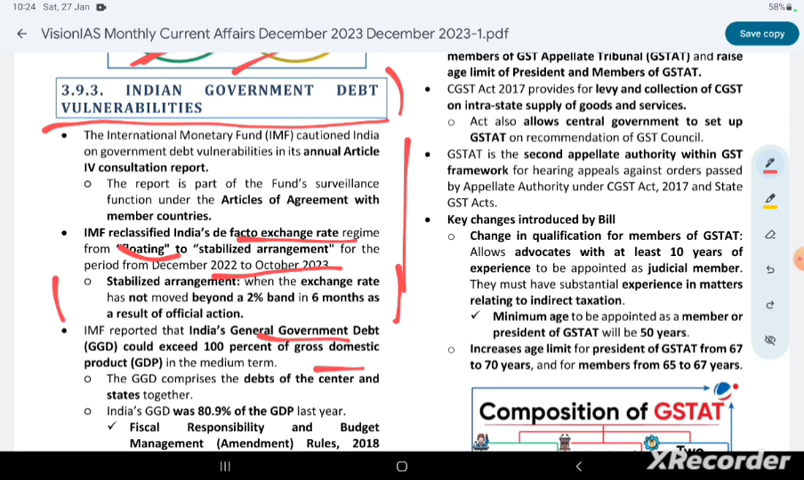 10:24 Sat, 27 Jan
58%
VisionIAS Monthly Current Affairs December 2023 December 2023-1.pdf
Save copy
3.9.3. INDIAN GOVERNMENT DEBT
VULNERABILITIES
• The International Monetary Fund (IMF) cautioned India
on government debt vulnerabilities in its annual Article
IV consultation report.
o The report is part of the Fund's surveillance
function under the Articles of Agreement with
member countries.
• IMF reclassified India's de facto exchange rate regime
from "floating" to "stabilized arrangement" for the
period from December 2022 to October 2023.
o Stabilized arrangement: when the exchange rate
has not moved beyond a 2% band in 6 months as
a result of official action.
• IMF reported that India's General Government Debt
(GGD) could exceed 100 percent of gross domestic
product (GDP) in the medium term.
o The GGD comprises the debts of the center and
states together.
o India's GGD was 80.9% of the GDP last year.
✓ Fiscal Responsibility and Budget
Management (Amendment) Rules, 2018
members of GST Appellate Tribunal (GSTAT) and raise
age limit of President and Members of GSTAT.
• CGST Act 2017 provides for levy and collection of CGST
on intra-state supply of goods and services.
o Act also allows central government to set up
GSTAT on recommendation of GST Council.
• GSTAT is the second appellate authority within GST
framework for hearing appeals against orders passed
by Appellate Authority under CGST Act, 2017 and State
GST Acts.
• Key changes introduced by Bill
o Change in qualification for members of GSTAT:
Allows advocates with at least 10 years of
experience to be appointed as judicial member.
They must have substantial experience in matters
relating to indirect taxation.
✓ Minimum age to be appointed as a member or
president of GSTAT will be 50 years.
o Increases age limit for president of GSTAT from 67
to 70 years, and for members from 65 to 67 years.
Composition of GSTAT
Two
XRecorder